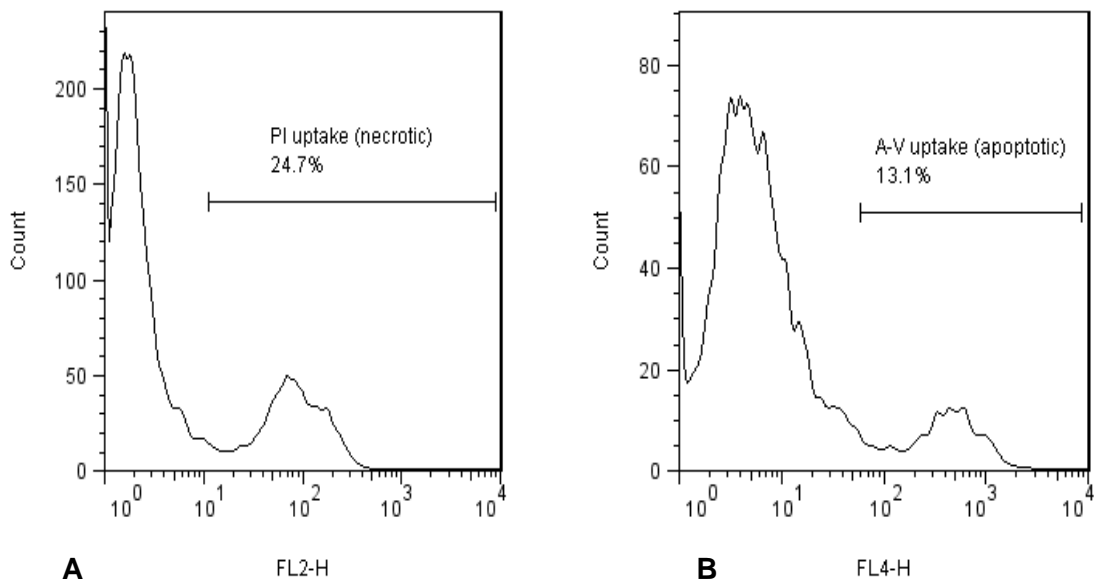 PI uptake (necrotic)
24.7%
Count
200
150
100
50
0
10^0 10^1 10^2 10^3 10^4
FL2-H
A
A-V uptake (apoptotic)
13.1%
Count
80
60
40
20
0
10^0 10^1 10^2 10^3 10^4
FL4-H
B